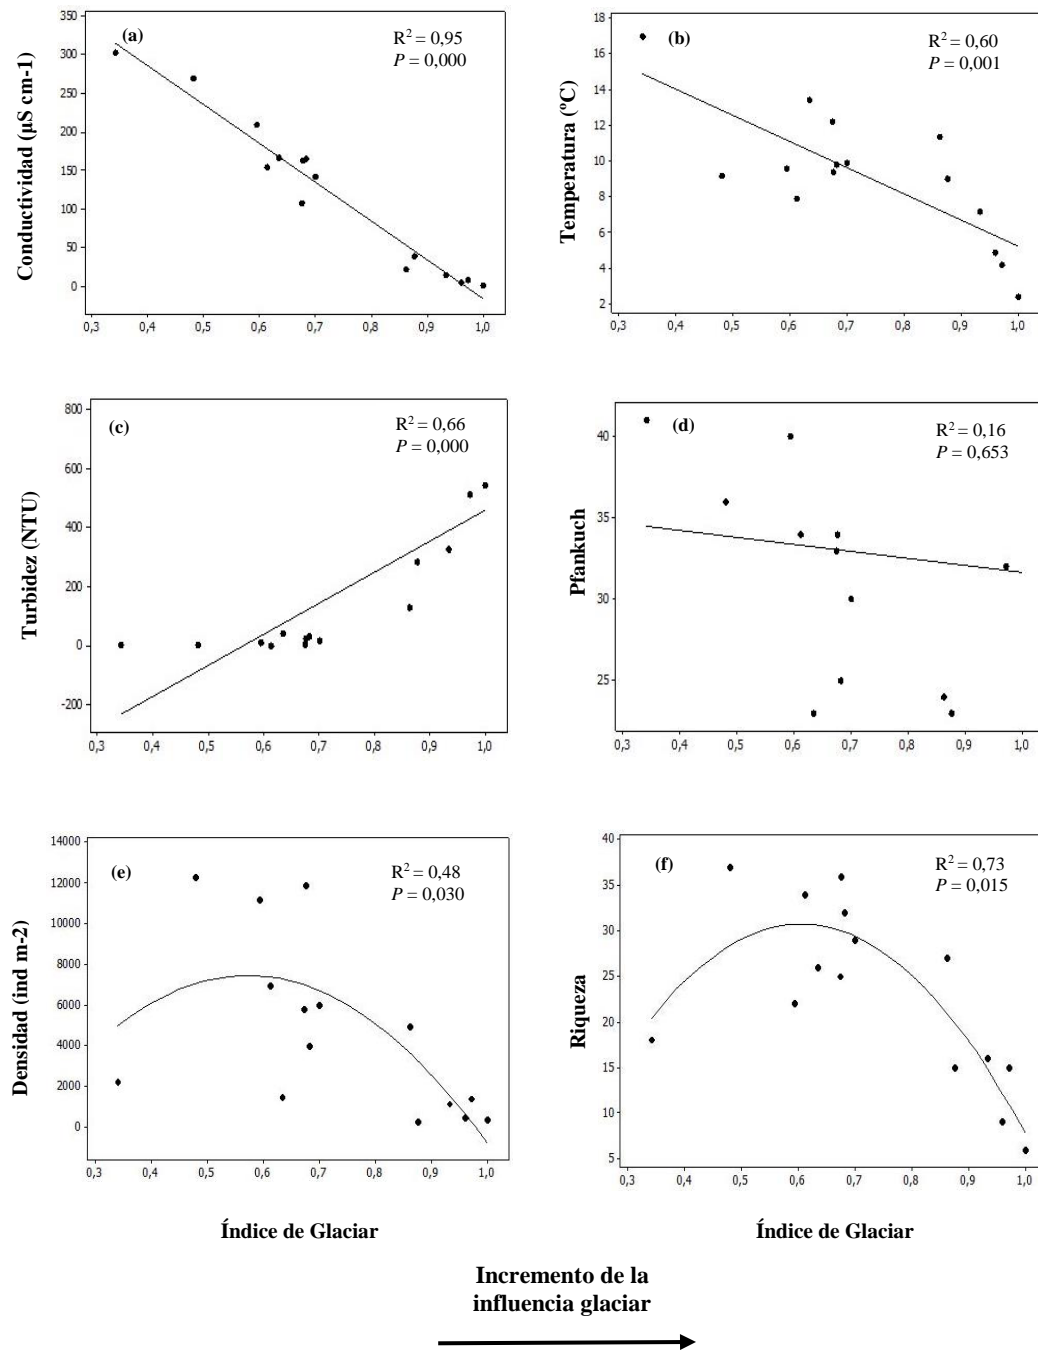 (a)
R² = 0,95
P = 0,000
Conductividad (µS cm-1)
350
300
250
200
150
100
50
0
0,3 0,4 0,5 0,6 0,7 0,8 0,9 1,0
(b)
R² = 0,60
P = 0,001
Temperatura (ºC)
18
16
14
12
10
8
6
4
2
0,3 0,4 0,5 0,6 0,7 0,8 0,9 1,0
(c)
R² = 0,66
P = 0,000
Turbidez (NTU)
800
600
400
200
0
-200
0,3 0,4 0,5 0,6 0,7 0,8 0,9 1,0
(d)
R² = 0,16
P = 0,653
Pfankuch
40
35
30
25
0,3 0,4 0,5 0,6 0,7 0,8 0,9 1,0
(e)
R² = 0,48
P = 0,030
Densidad (ind m-2)
14000
12000
10000
8000
6000
4000
2000
0
0,3 0,4 0,5 0,6 0,7 0,8 0,9 1,0
Índice de Glaciar
(f)
R² = 0,73
P = 0,015
Riqueza
40
35
30
25
20
15
10
5
0,3 0,4 0,5 0,6 0,7 0,8 0,9 1,0
Índice de Glaciar
Incremento de la
influencia glaciar